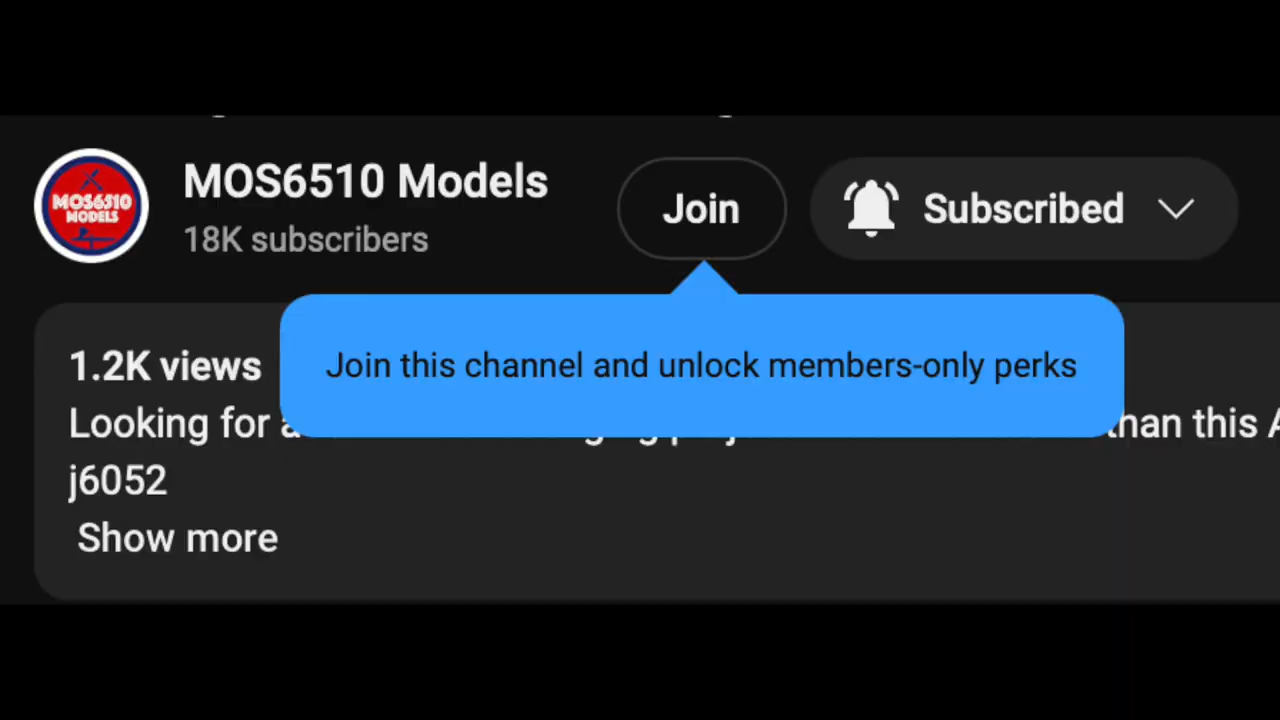 MOS6510 Models
18K subscribers
MOS6510
MODELS
Join
Subscribed
Join this channel and unlock members-only perks
1.2K views
Looking for a than this A
j6052
Show more